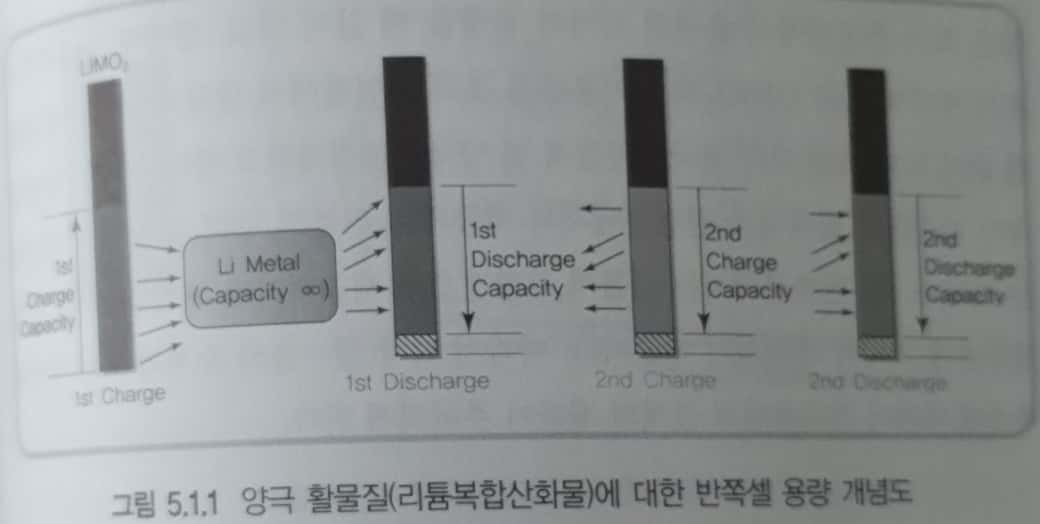 LiMO₂
1st
Charge
Capacity
1st Charge
Li Metal
(Capacity ∞)
1st
Discharge
Capacity
1st Discharge
2nd
Charge
Capacity
2nd Charge
2nd
Discharge
Capacity
2nd Discharge
그림 5.1.1 양극 활물질(리튬복합산화물)에 대한 반쪽셀 용량 개념도